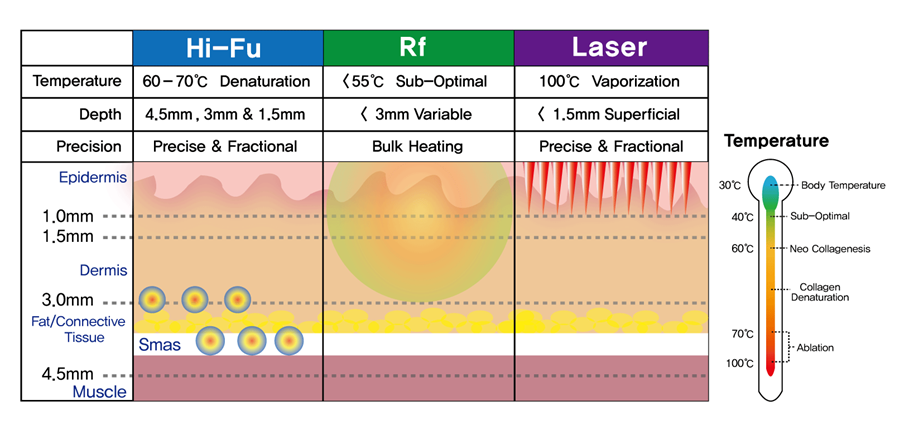 Hi-Fu Rf Laser
Temperature 60-70℃ Denaturation <55℃ Sub-Optimal 100℃ Vaporization
Depth 4.5mm , 3mm & 1.5mm < 3mm Variable < 1.5mm Superficial
Precision Precise & Fractional Bulk Heating Precise & Fractional
Epidermis
1.0mm
1.5mm
Dermis
3.0mm
Fat/Connective
Tissue
Smas
4.5mm
Muscle
Temperature
30℃ Body Temperature
40℃ Sub-Optimal
60℃ Neo Collagenesis
Collagen
Denaturation
70℃
Ablation
100℃